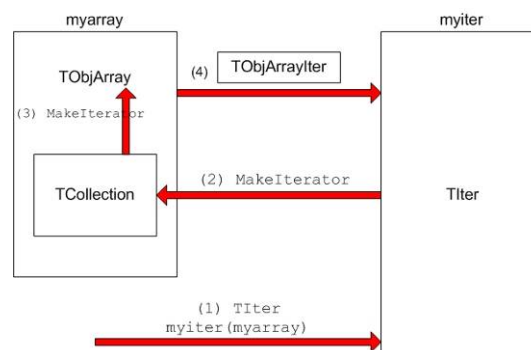 myarray
myiter
TObjArray
(4)
TObjArrayIter
(3) MakeIterator
TCollection
(2) MakeIterator
TIter
(1) TIter
myiter(myarray)